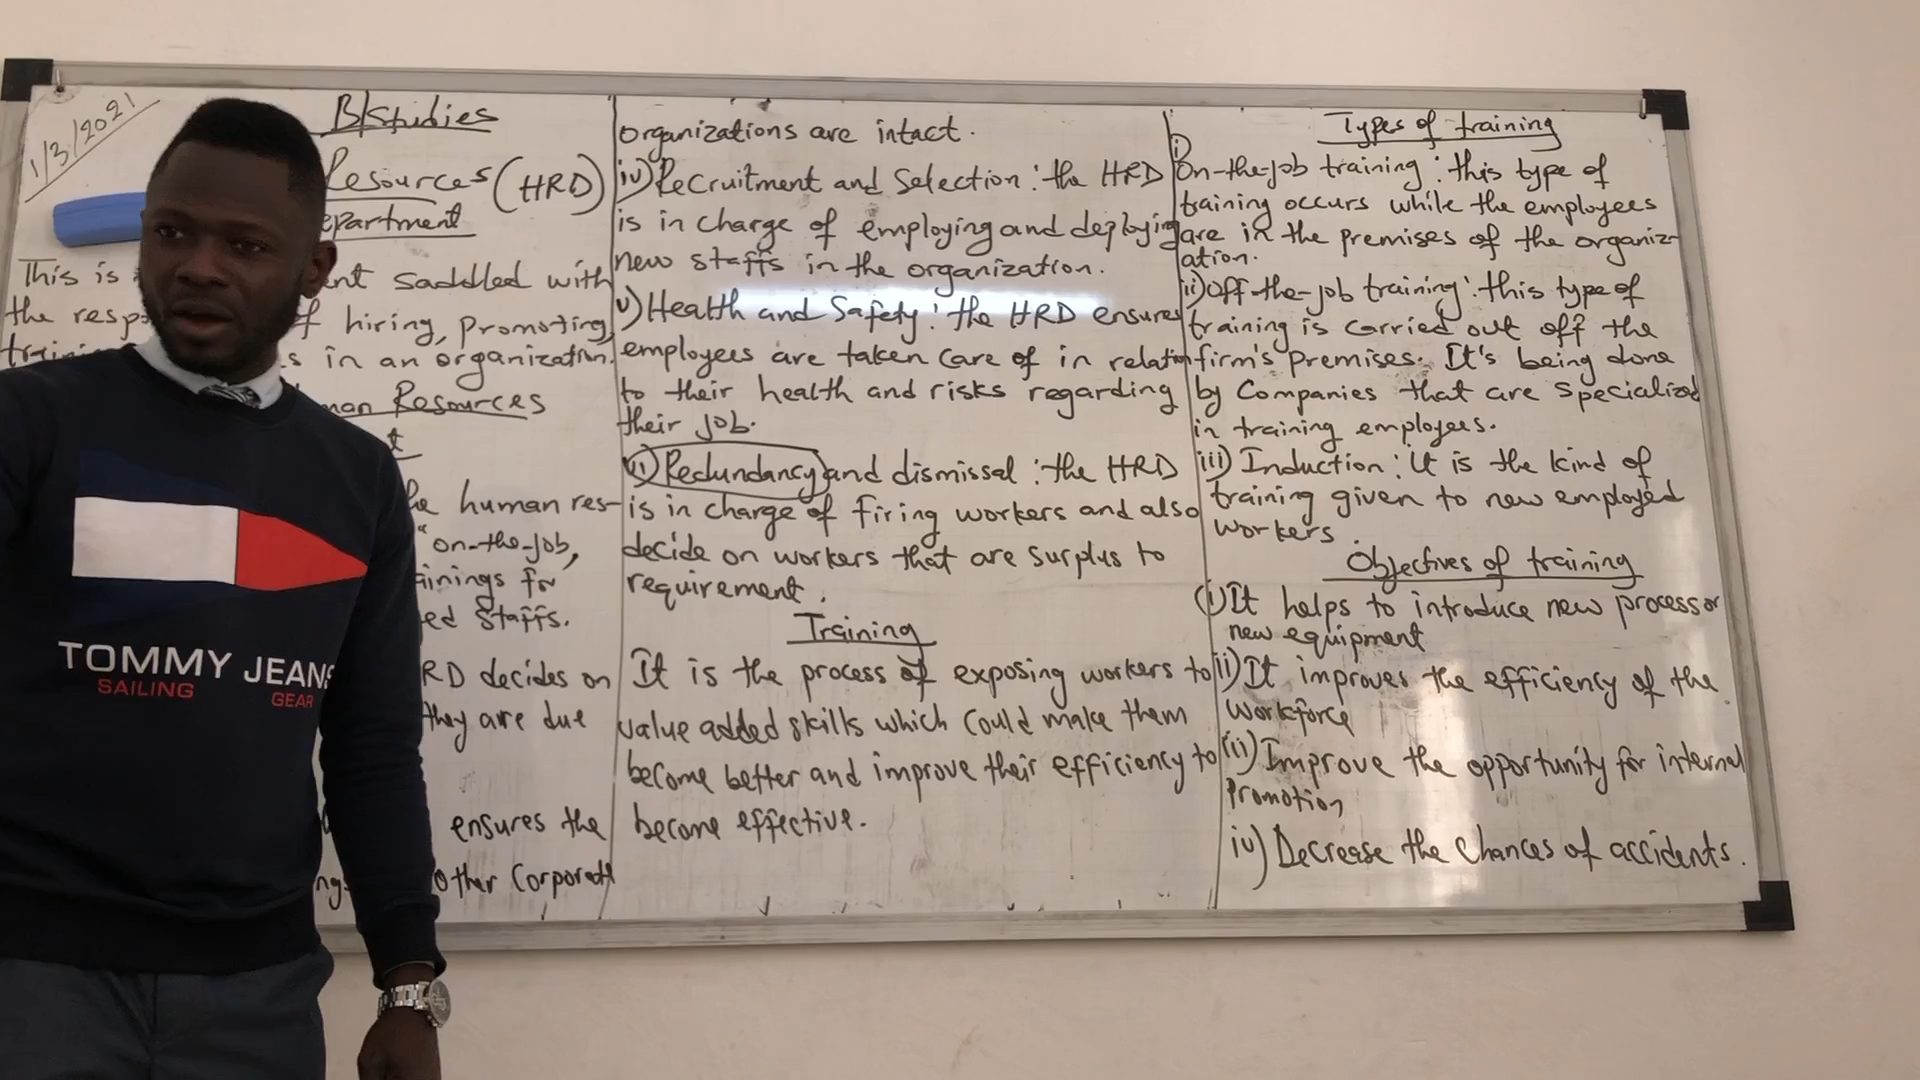 1/3/2021
B/Studies
Resources (HRD)
epartment
This is ent saddled with
the resp of hiring, promoting,
traini s in an organization.
man Resources
t
he human res-
"on-the-job,
ainings for
ed staffs.
RD decides on
they are due
ensures the
ngs other Corporate
organizations are intact.
iv) Recruitment and Selection: the HRD
is in charge of employing and deploying
new staffs in the organization.
v) Health and Safety: the HRD ensures
employees are taken care of in relation
to their health and risks regarding
their job.
vi) Redundancy and dismissal: the HRD
is in charge of firing workers and also
decide on workers that are surplus to
requirement.
Training
It is the process of exposing workers to
value added skills which could make them
become better and improve their efficiency to
become effective.
Types of training
i)
On-the-job training: this type of
training occurs while the employees
are in the premises of the organiz-
ation.
ii) Off-the-job training: this type of
training is carried out off the
firm's premises. It's being done
by Companies that are specialized
in training employees.
iii) Induction: it is the kind of
training given to new employed
workers.
Objectives of training
(i) It helps to introduce new process or
new equipment
ii) It improves the efficiency of the
workforce
iii) Improve the opportunity for internal
Promotion
iv) Decrease the chances of accidents.
TOMMY JEANS
SAILING GEAR